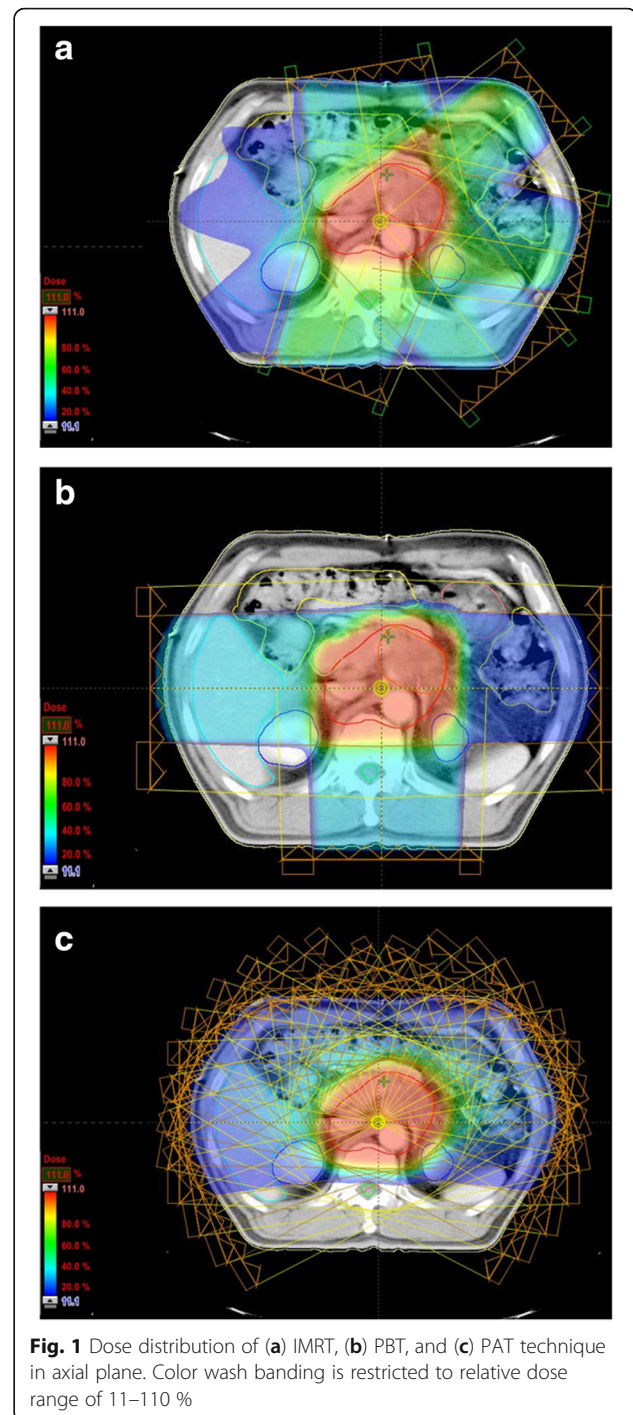 a
Dose
111.0 %
111.0
80.0 %
60.0 %
40.0 %
20.0 %
11.1
b
Dose
111.0 %
111.0
80.0 %
60.0 %
40.0 %
20.0 %
11.1
c
Dose
111.0 %
111.0
80.0 %
60.0 %
40.0 %
20.0 %
11.1
Fig. 1 Dose distribution of (a) IMRT, (b) PBT, and (c) PAT technique
in axial plane. Color wash banding is restricted to relative dose
range of 11–110 %